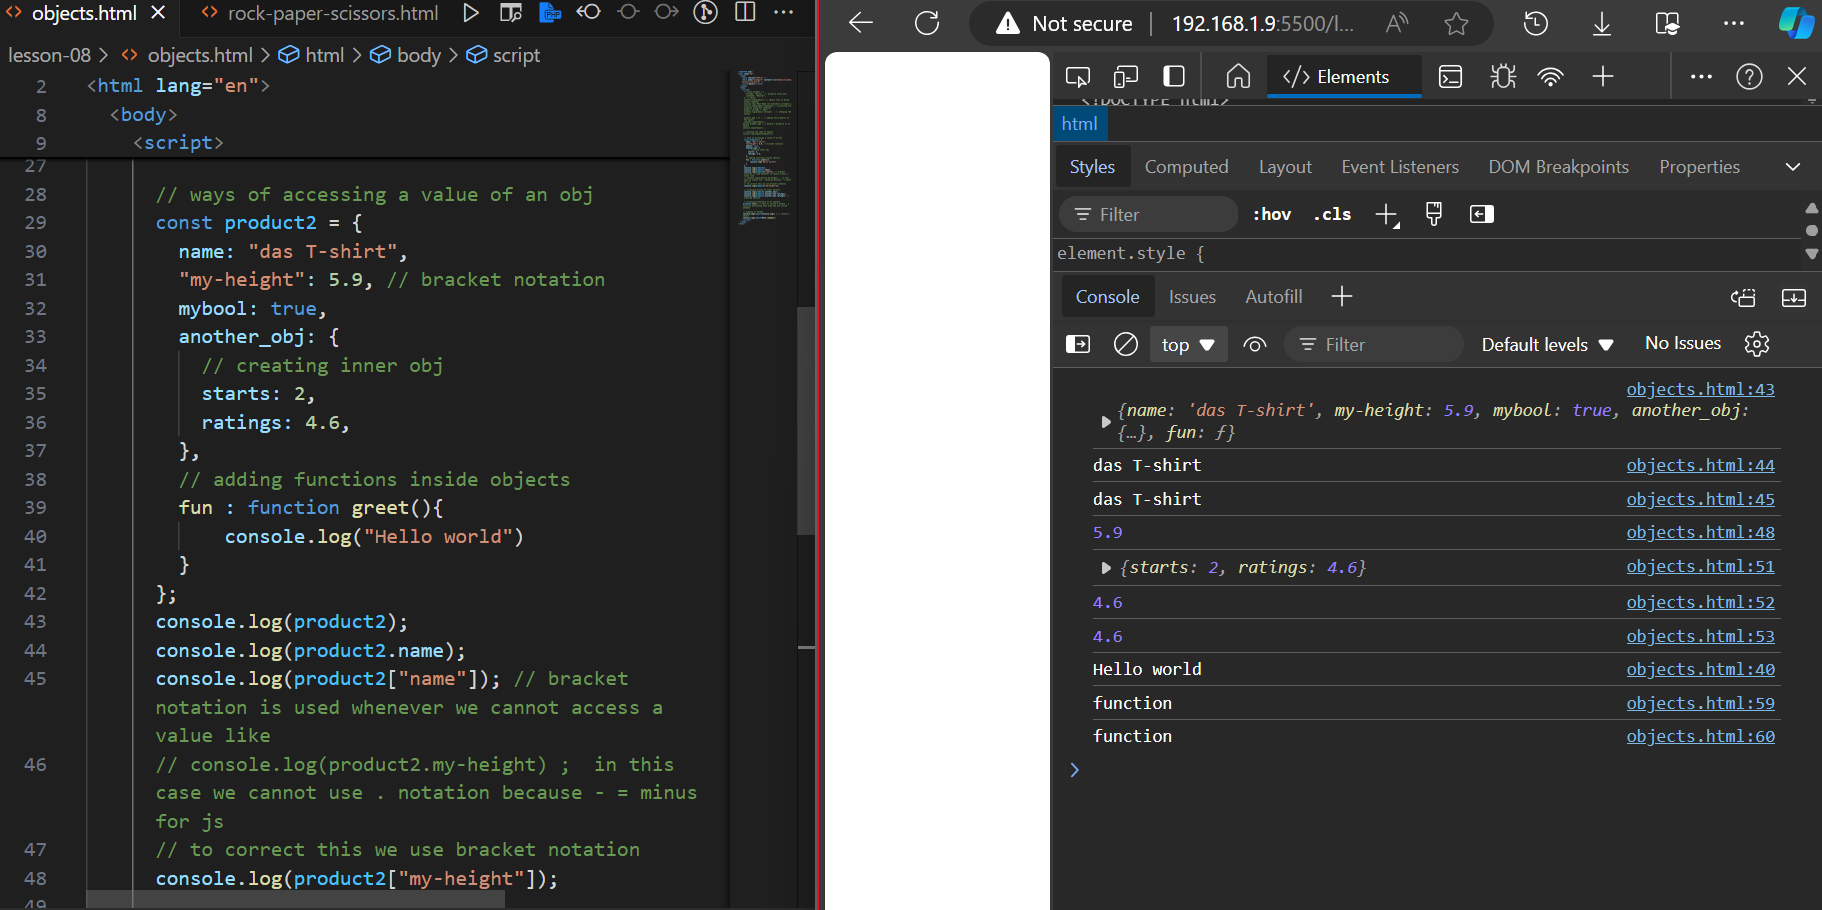 objects.html
rock-paper-scissors.html
lesson-08 > objects.html > html > body > script
2 <html lang="en">
8 <body>
9 <script>
27
28 // ways of accessing a value of an obj
29 const product2 = {
30 name: "das T-shirt",
31 "my-height": 5.9, // bracket notation
32 mybool: true,
33 another_obj: {
34 // creating inner obj
35 starts: 2,
36 ratings: 4.6,
37 },
38 // adding functions inside objects
39 fun : function greet(){
40 console.log("Hello world")
41 }
42 };
43 console.log(product2);
44 console.log(product2.name);
45 console.log(product2["name"]); // bracket
notation is used whenever we cannot access a
value like
46 // console.log(product2.my-height) ;  in this
case we cannot use . notation because - = minus
for js
47 // to correct this we use bracket notation
48 console.log(product2["my-height"]);
49
Not secure | 192.168.1.9:5500/l...
Elements
<!DOCTYPE html>
html
Styles Computed Layout Event Listeners DOM Breakpoints Properties
Filter :hov .cls
element.style {
Console Issues Autofill
top Filter Default levels No Issues
objects.html:43
{name: 'das T-shirt', my-height: 5.9, mybool: true, another_obj:
{…}, fun: ƒ}
das T-shirt objects.html:44
das T-shirt objects.html:45
5.9 objects.html:48
{starts: 2, ratings: 4.6} objects.html:51
4.6 objects.html:52
4.6 objects.html:53
Hello world objects.html:40
function objects.html:59
function objects.html:60